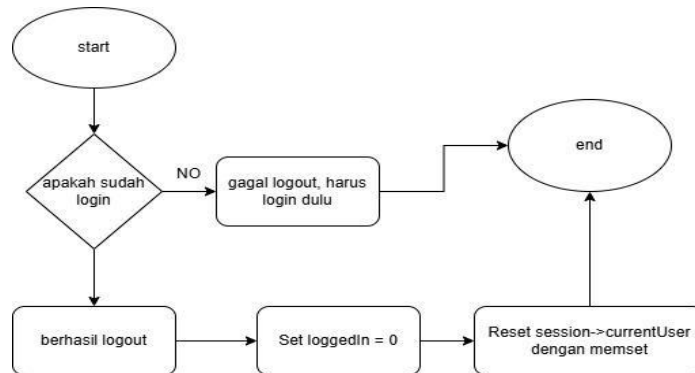 start
apakah sudah
login
NO
gagal logout, harus
login dulu
end
berhasil logout
Set loggedIn = 0
Reset session->currentUser
dengan memset